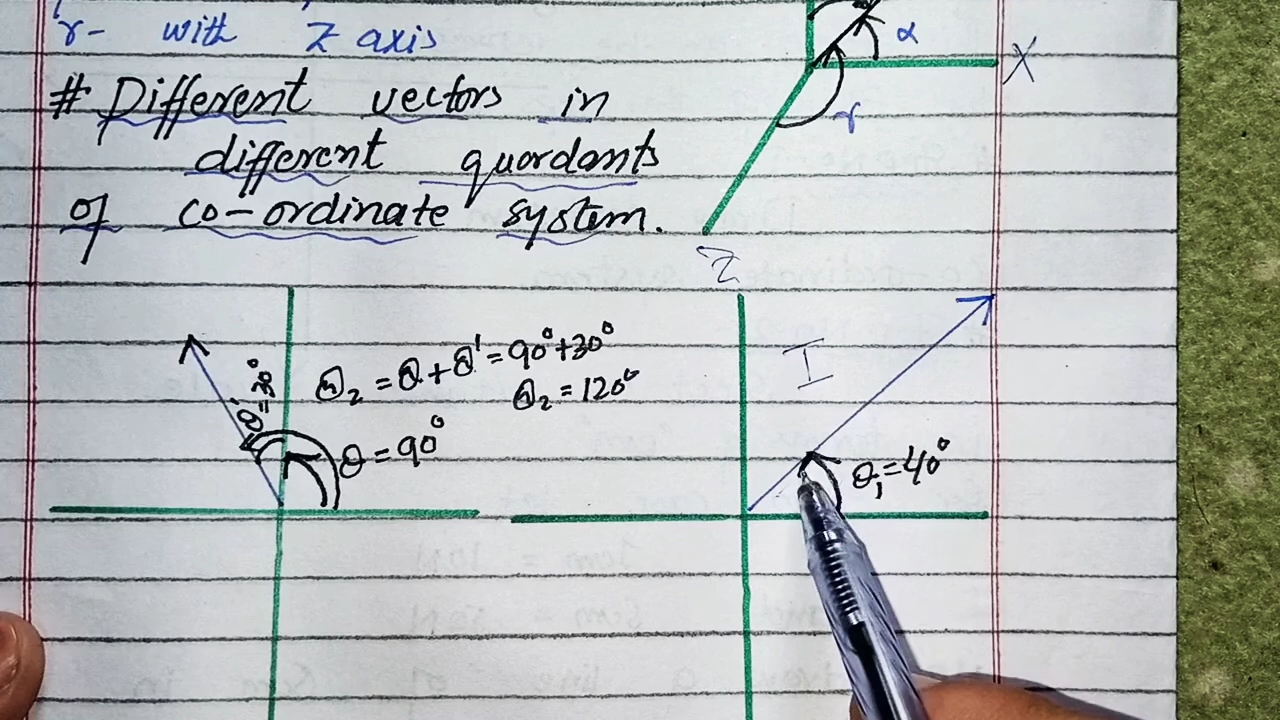 r- with Z axis
# Different vectors in
different quordants
of co-ordinate system.
α
X
r
Z
θ'=30°
θ₂ = θ + θ' = 90° + 30°
θ₂ = 120°
θ = 90°
I
θ₁ = 40°